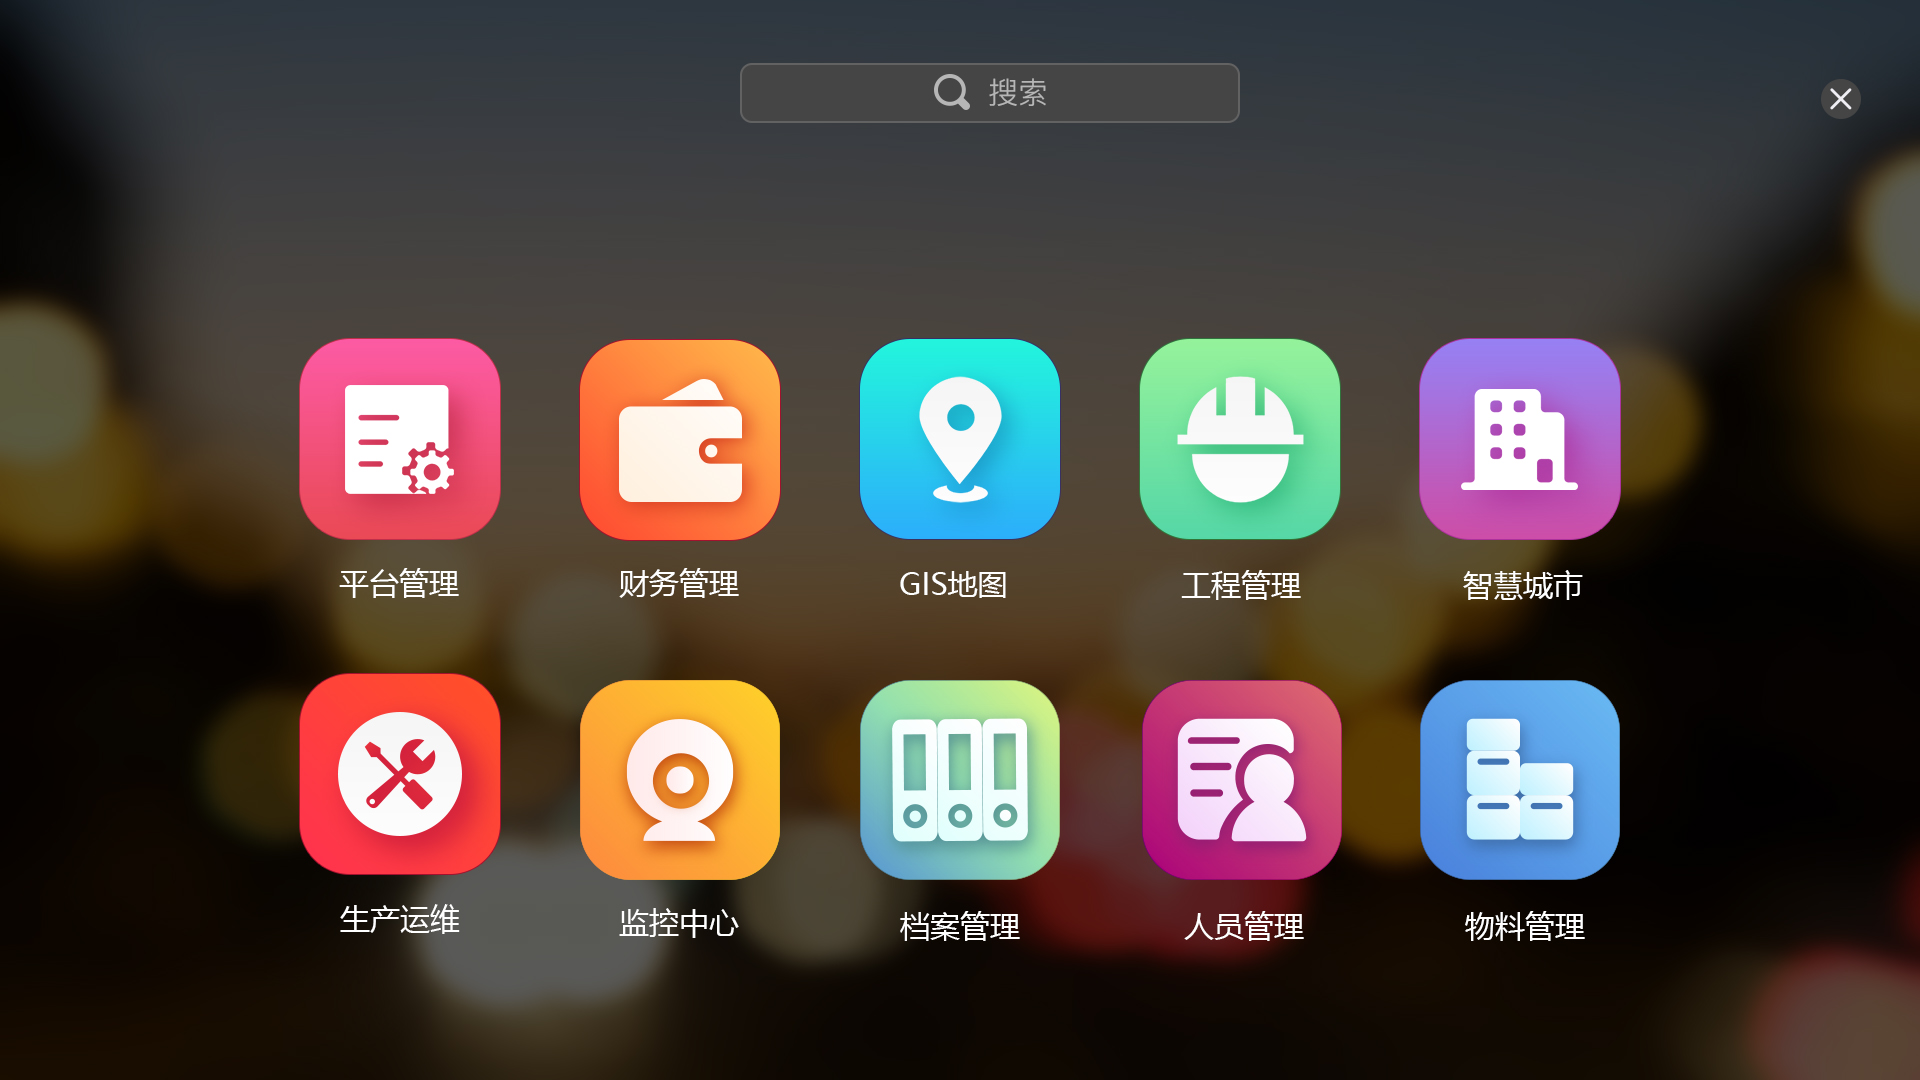 搜索
平台管理
财务管理
GIS地图
工程管理
智慧城市
生产运维
监控中心
档案管理
人员管理
物料管理